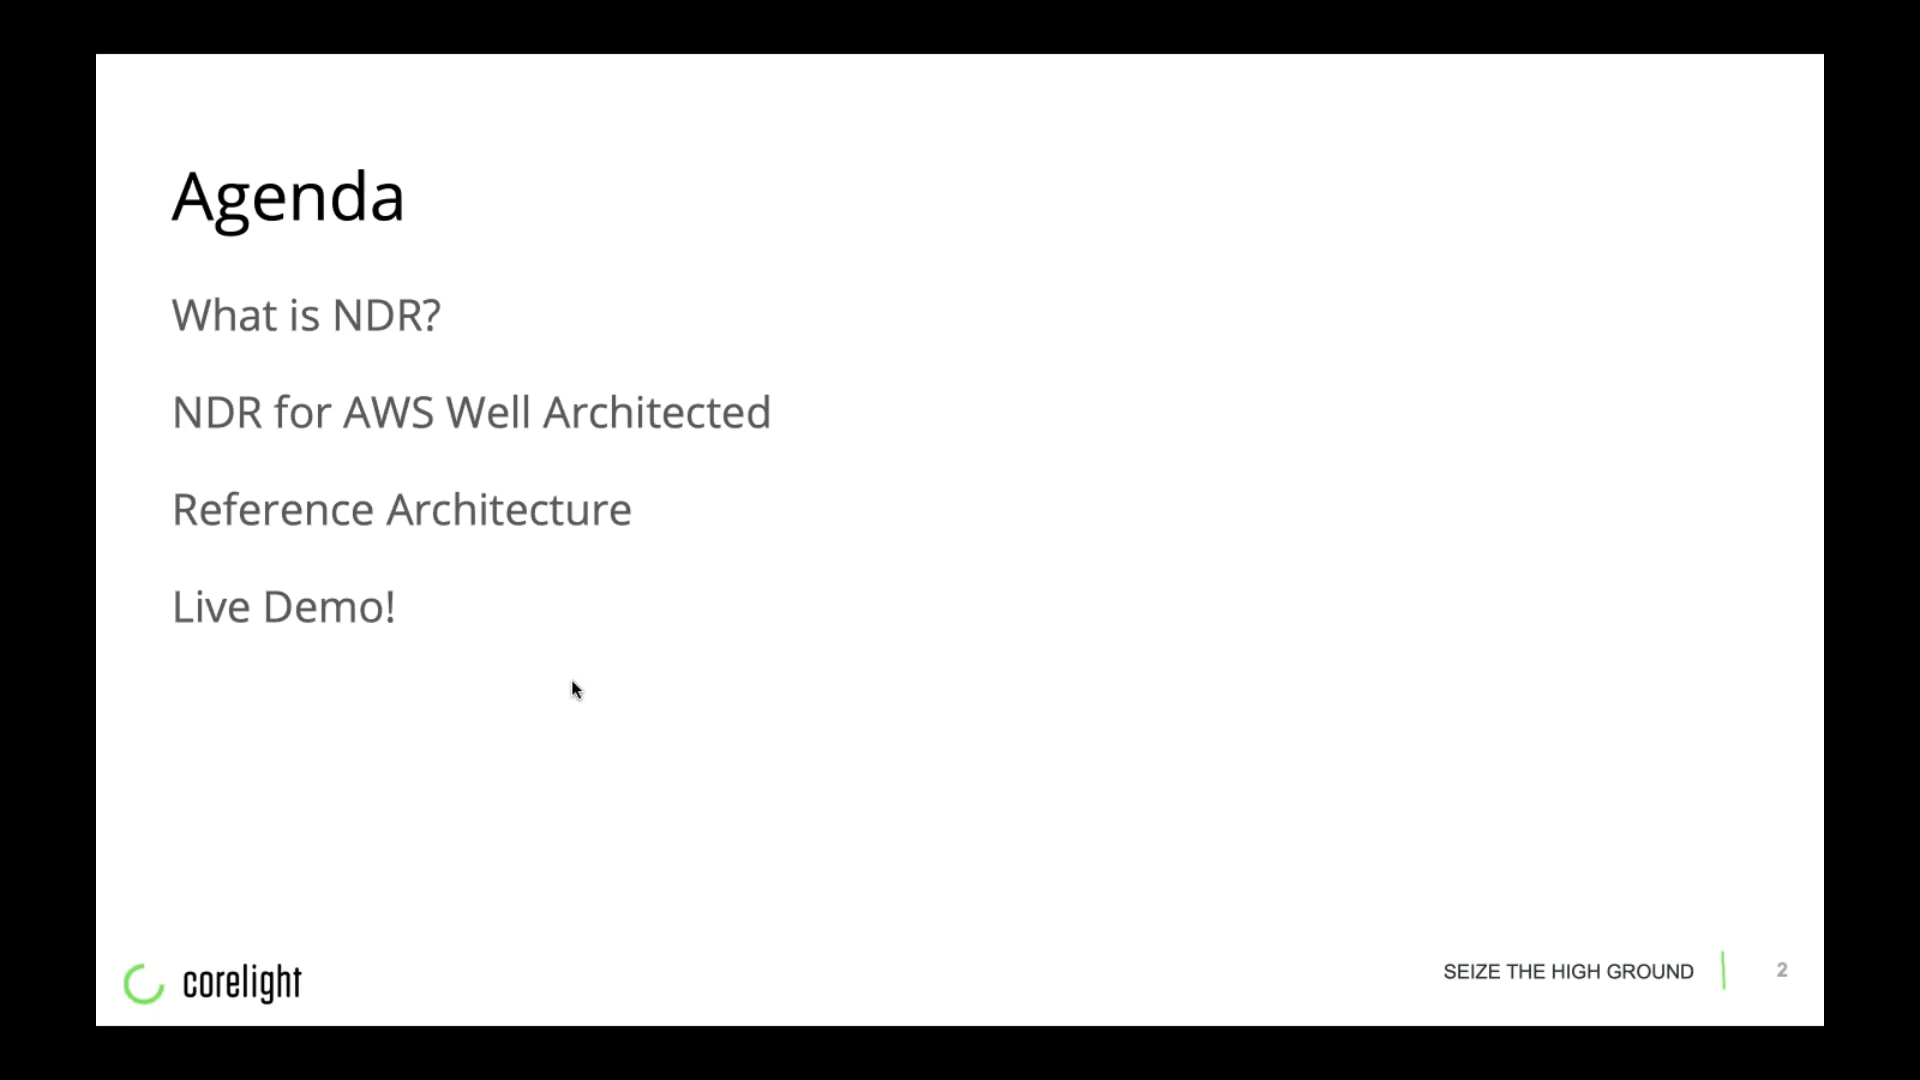 Agenda
What is NDR?
NDR for AWS Well Architected
Reference Architecture
Live Demo!
corelight
SEIZE THE HIGH GROUND
2